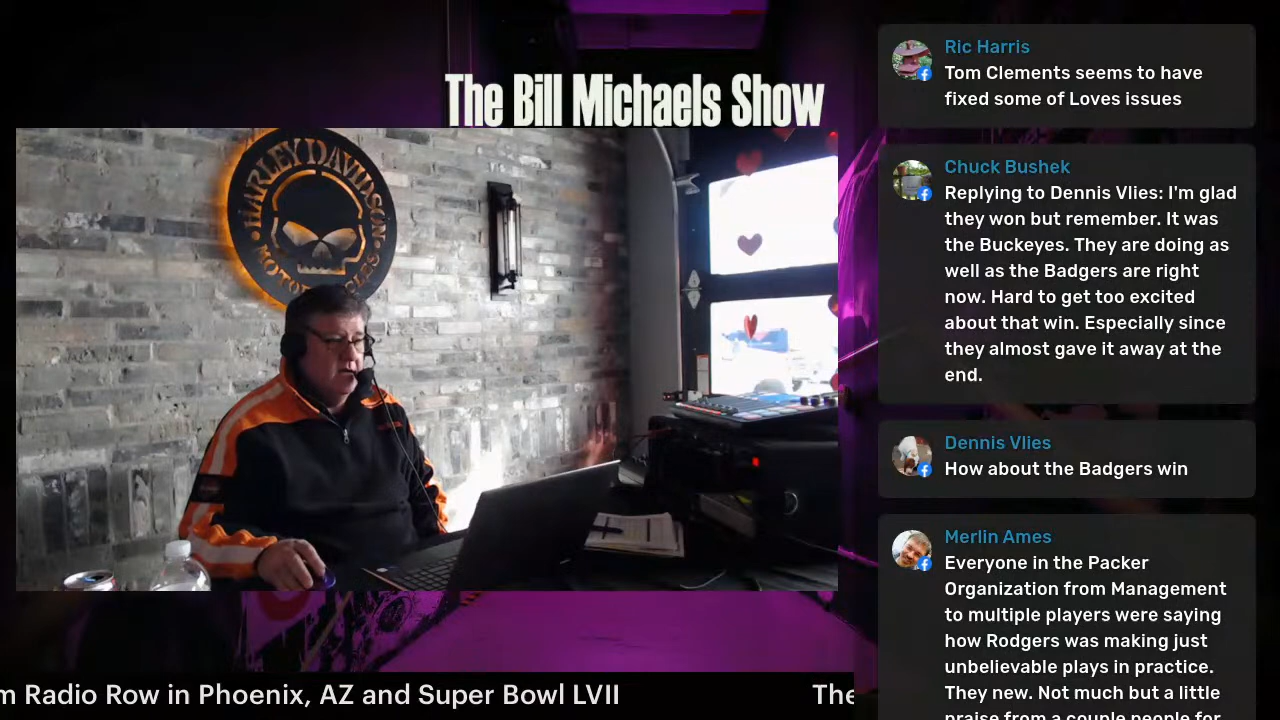 The Bill Michaels Show
HARLEY-DAVIDSON
Ric Harris
Tom Clements seems to have
fixed some of Loves issues
Chuck Bushek
Replying to Dennis Vlies: I'm glad
they won but remember. It was
the Buckeyes. They are doing as
well as the Badgers are right
now. Hard to get too excited
about that win. Especially since
they almost gave it away at the
end.
Dennis Vlies
How about the Badgers win
Merlin Ames
Everyone in the Packer
Organization from Management
to multiple players were saying
how Rodgers was making just
unbelievable plays in practice.
They new. Not much but a little
praise from a couple people for
m Radio Row in Phoenix, AZ and Super Bowl LVII The